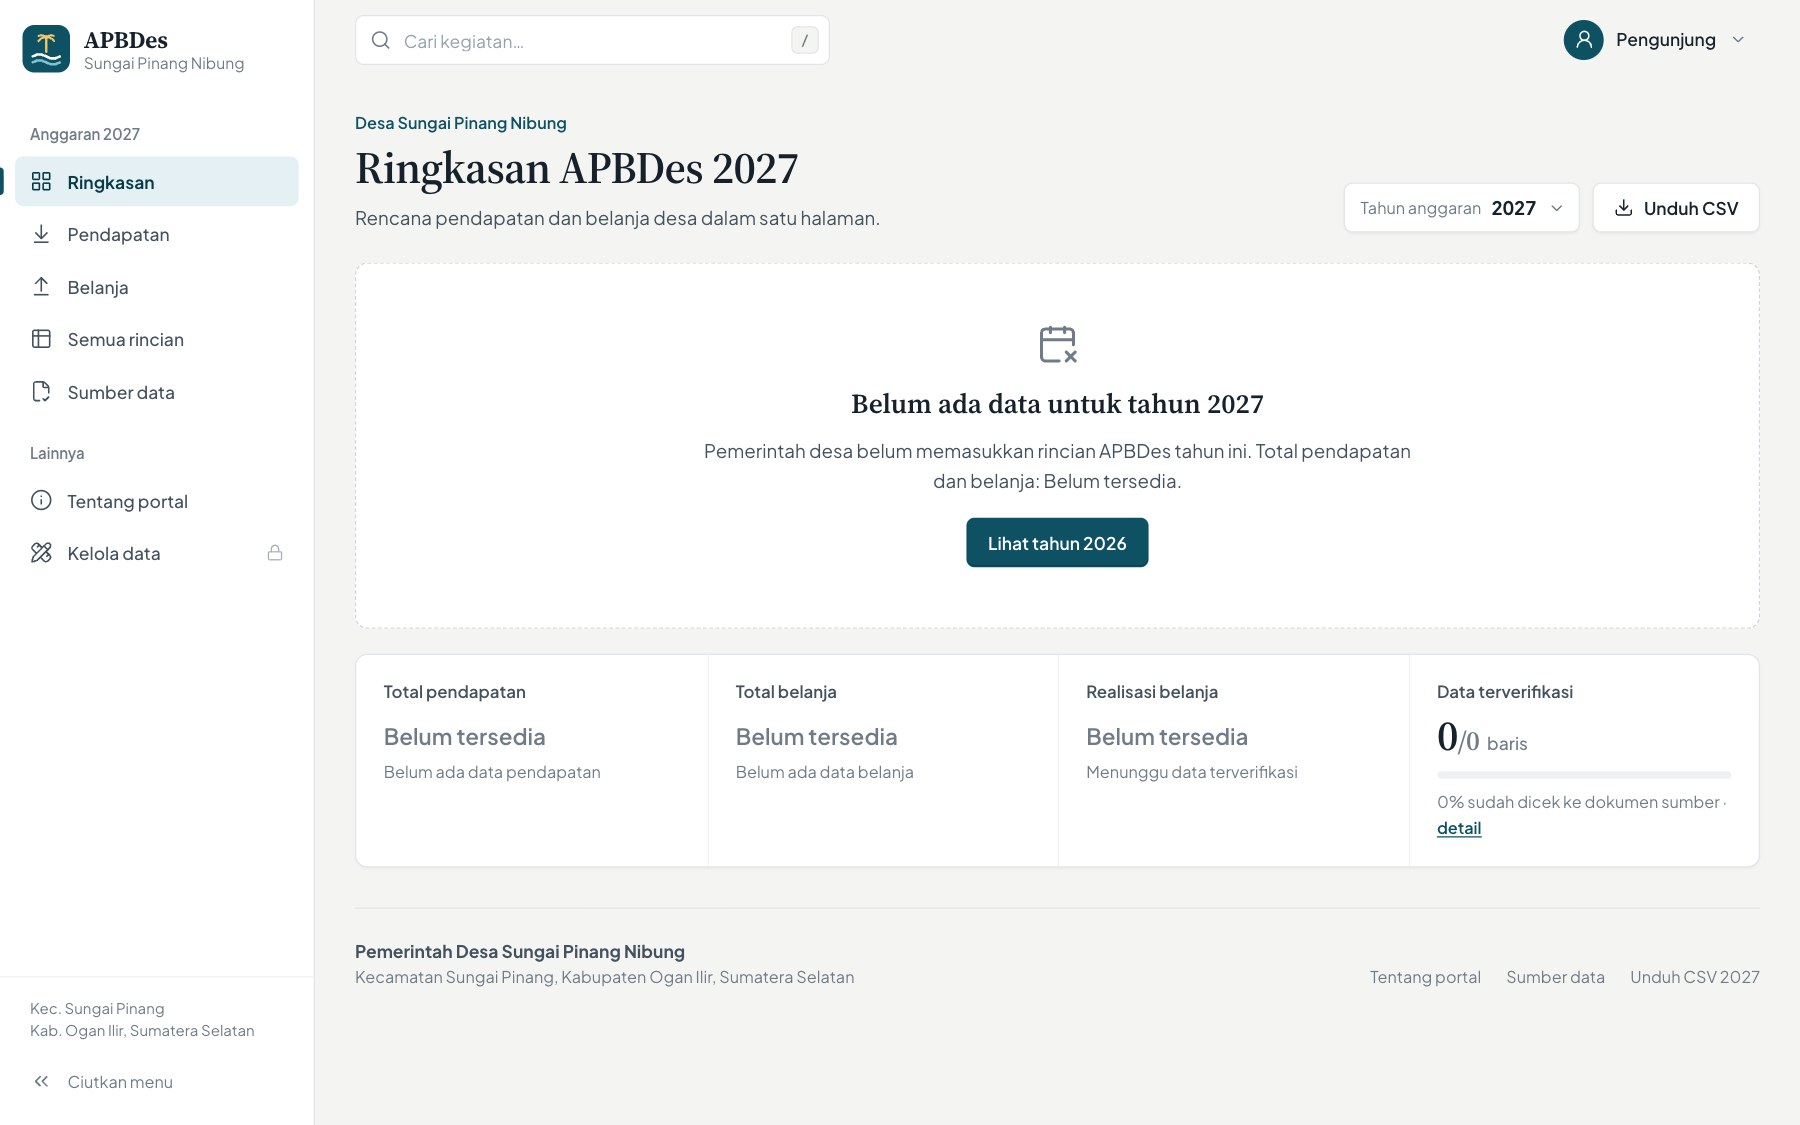 APBDes
Sungai Pinang Nibung
Anggaran 2027
Ringkasan
Pendapatan
Belanja
Semua rincian
Sumber data
Lainnya
Tentang portal
Kelola data
Kec. Sungai Pinang
Kab. Ogan Ilir, Sumatera Selatan
Ciutkan menu
Cari kegiatan...
/
Pengunjung
Desa Sungai Pinang Nibung
Ringkasan APBDes 2027
Rencana pendapatan dan belanja desa dalam satu halaman.
Tahun anggaran 2027
Unduh CSV
Belum ada data untuk tahun 2027
Pemerintah desa belum memasukkan rincian APBDes tahun ini. Total pendapatan
dan belanja: Belum tersedia.
Lihat tahun 2026
Total pendapatan
Belum tersedia
Belum ada data pendapatan
Total belanja
Belum tersedia
Belum ada data belanja
Realisasi belanja
Belum tersedia
Menunggu data terverifikasi
Data terverifikasi
0/0 baris
0% sudah dicek ke dokumen sumber ·
detail
Pemerintah Desa Sungai Pinang Nibung
Kecamatan Sungai Pinang, Kabupaten Ogan Ilir, Sumatera Selatan
Tentang portal
Sumber data
Unduh CSV 2027